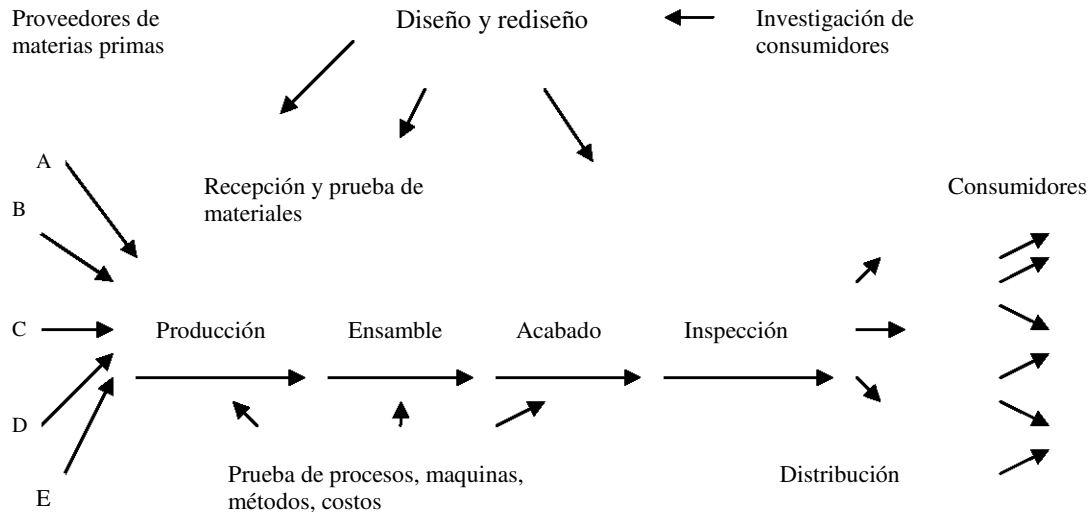 Proveedores de
materias primas
Diseño y rediseño
Investigación de
consumidores
A
Recepción y prueba de
materiales
Consumidores
B
C
Producción
Ensamble
Acabado
Inspección
D
Prueba de procesos, maquinas,
métodos, costos
Distribución
E